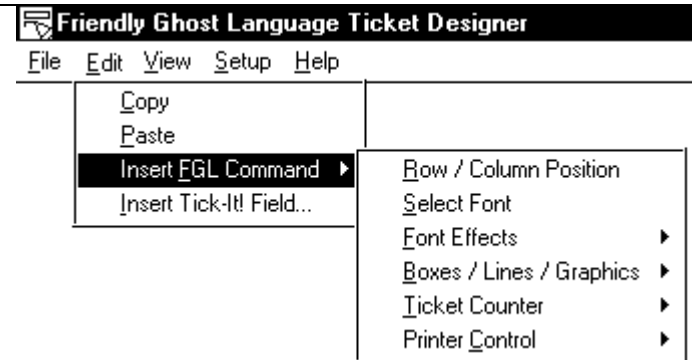 Friendly Ghost Language Ticket Designer
File Edit View Setup Help
Copy
Paste
Insert FGL Command
Insert Tick-It! Field...
Row / Column Position
Select Font
Font Effects
Boxes / Lines / Graphics
Ticket Counter
Printer Control